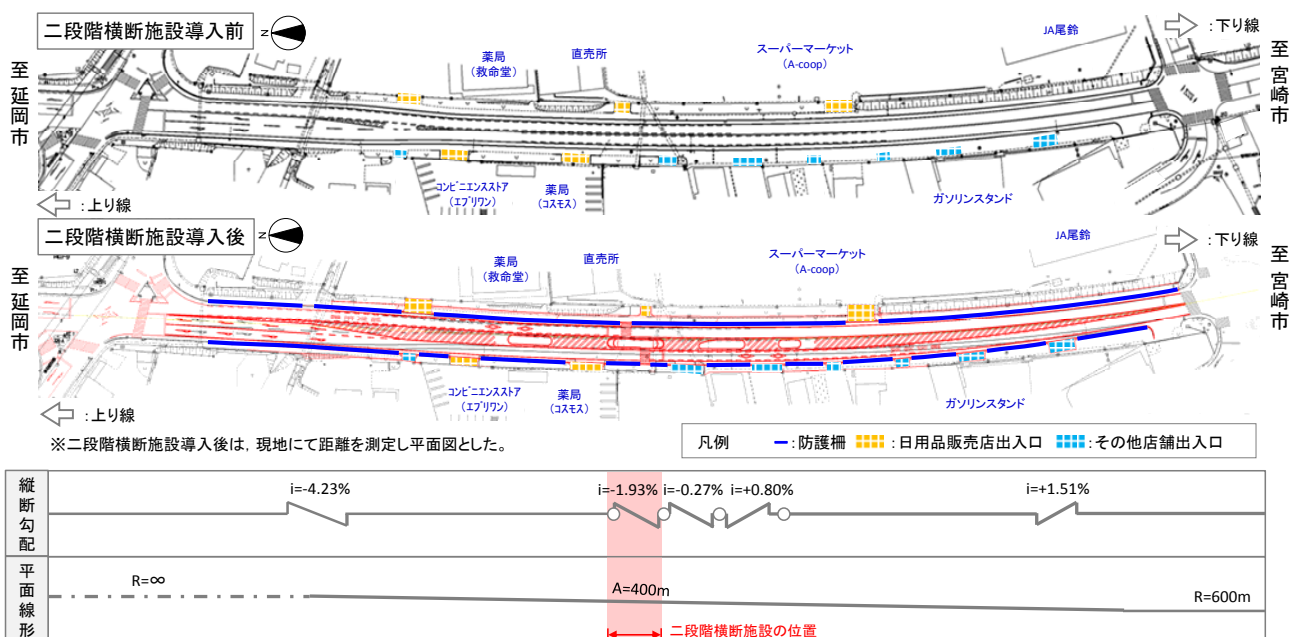 二段階横断施設導入前
N
:下り線
JA尾鈴
至延岡市
至宮崎市
薬局
(救命堂)
直売所
スーパーマーケット
(A-coop)
コンビニエンスストア
(エブリワン)
薬局
(コスモス)
ガソリンスタンド
:上り線
二段階横断施設導入後
N
:下り線
JA尾鈴
至延岡市
至宮崎市
薬局
(救命堂)
直売所
スーパーマーケット
(A-coop)
コンビニエンスストア
(エブリワン)
薬局
(コスモス)
ガソリンスタンド
:上り線
※二段階横断施設導入後は，現地にて距離を測定し平面図とした。
凡例 :防護柵 :日用品販売店出入口 :その他店舗出入口
縦断勾配
i=-4.23% i=-1.93% i=-0.27% i=+0.80% i=+1.51%
平面線形
R=∞ A=400m R=600m
二段階横断施設の位置